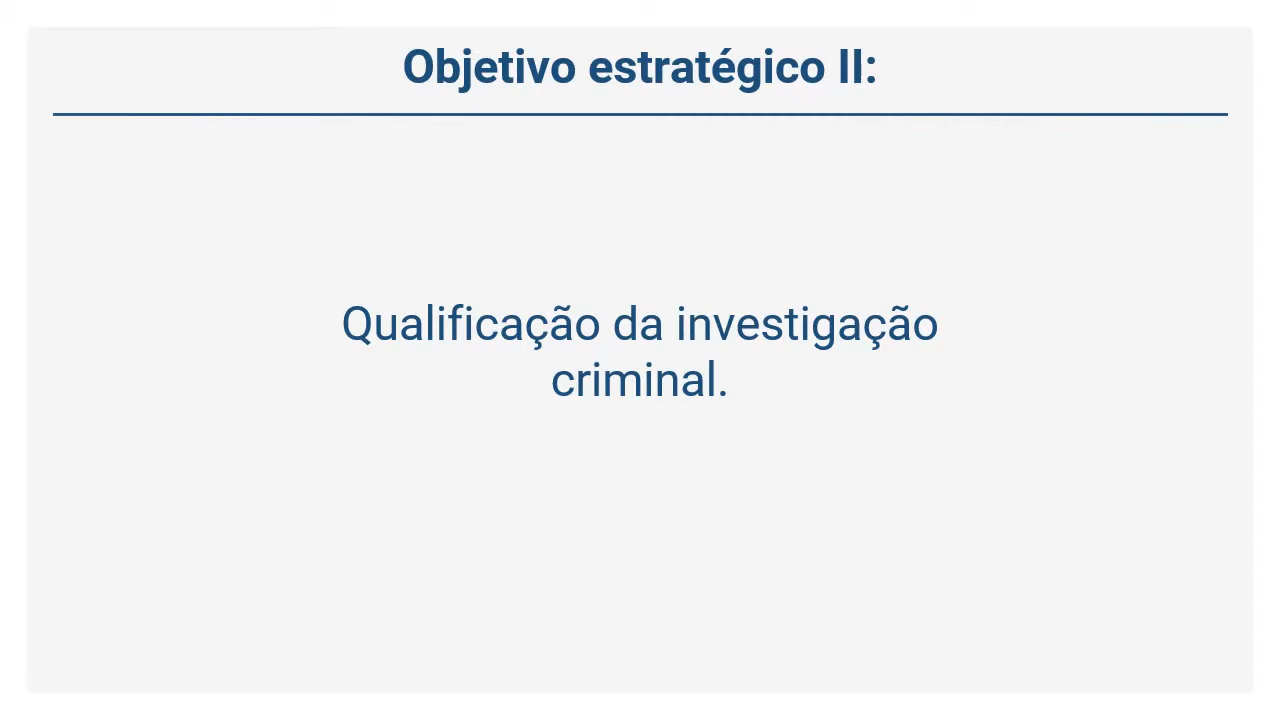 Objetivo estratégico II:
Qualificação da investigação
criminal.